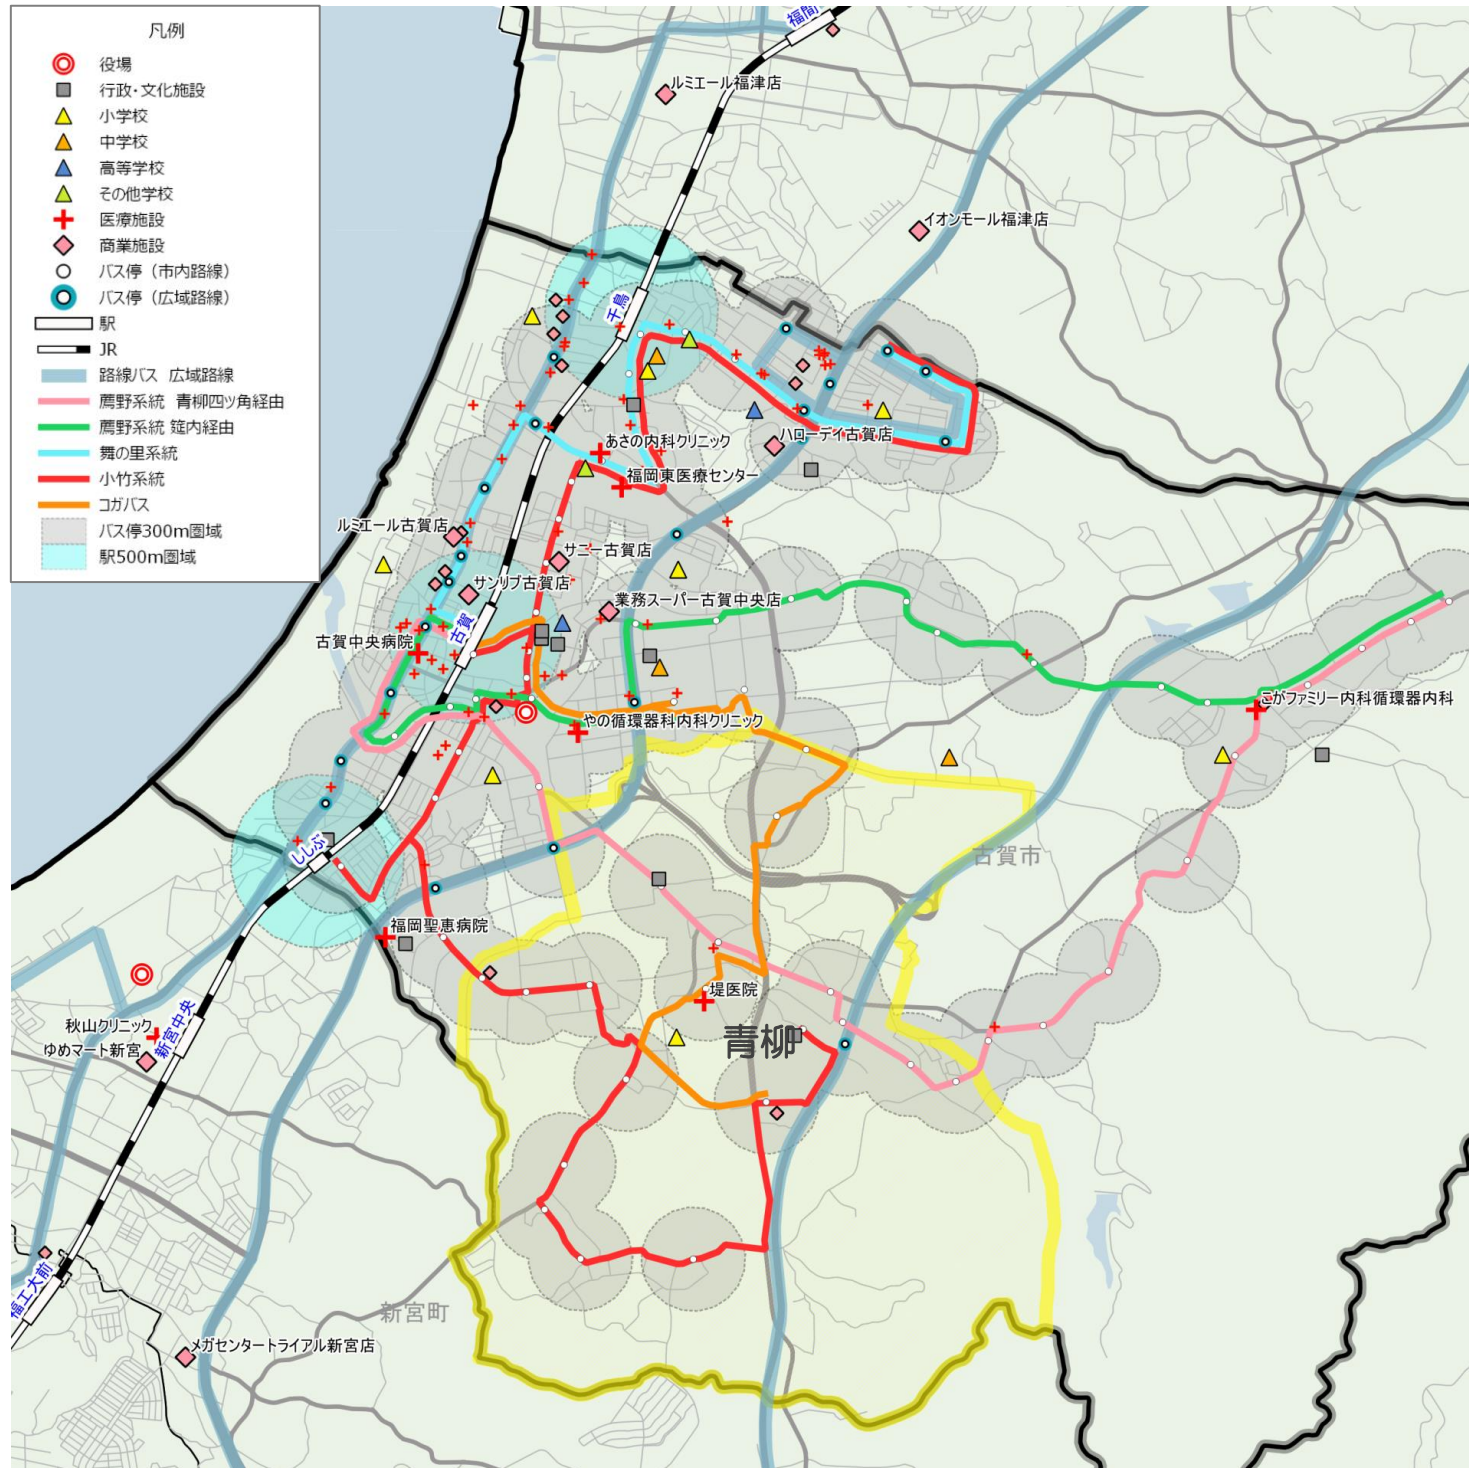 凡例
役場
行政・文化施設
小学校
中学校
高等学校
その他学校
医療施設
商業施設
バス停（市内路線）
バス停（広域路線）
駅
JR
路線バス 広域路線
薦野系統 青柳四ツ角経由
薦野系統 筵内経由
舞の里系統
小竹系統
コガバス
バス停300m圏域
駅500m圏域
福間
ルミエール福津店
イオンモール福津店
千鳥
あさの内科クリニック
ハローデイ古賀店
福岡東医療センター
ルミエール古賀店
サニー古賀店
サンリブ古賀店
業務スーパー古賀中央店
古賀
古賀中央病院
こがファミリー内科循環器内科
やの循環器科内科クリニック
ししぶ
古賀市
福岡聖恵病院
堤医院
秋山クリニック
新宮中央
ゆめマート新宮
青柳
福工大前
新宮町
メガセンタートライアル新宮店